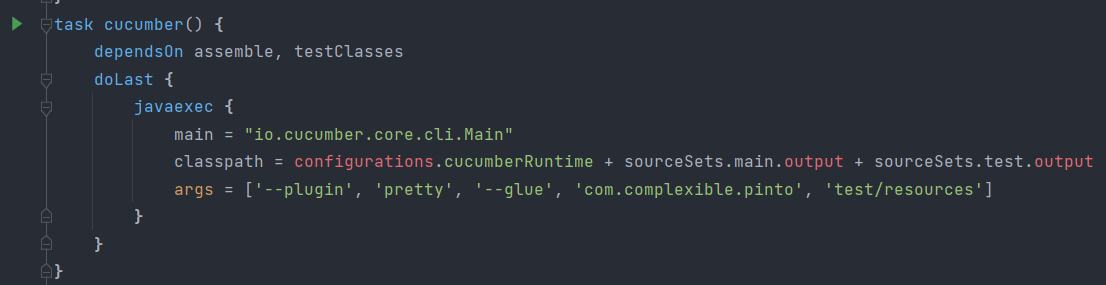 task cucumber() {
    dependsOn assemble, testClasses
    doLast {
        javaexec {
            main = "io.cucumber.core.cli.Main"
            classpath = configurations.cucumberRuntime + sourceSets.main.output + sourceSets.test.output
            args = ['--plugin', 'pretty', '--glue', 'com.complexible.pinto', 'test/resources']
        }
    }
}